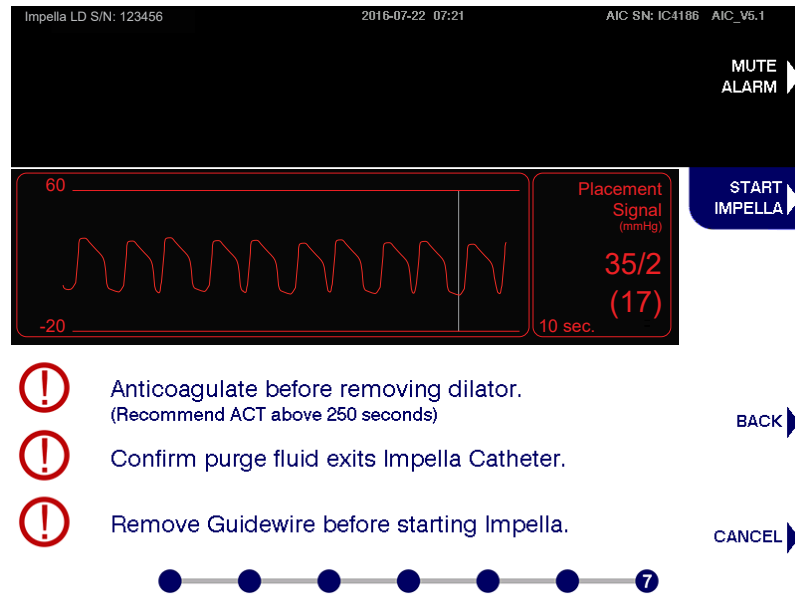 Impella LD S/N: 123456 2016-07-22 07:21 AIC SN: IC4186 AIC_V5.1
MUTE
ALARM
START
IMPELLA
60
-20
Placement
Signal
(mmHg)
35/2
(17)
10 sec.
Anticoagulate before removing dilator.
(Recommend ACT above 250 seconds)
Confirm purge fluid exits Impella Catheter.
Remove Guidewire before starting Impella.
BACK
CANCEL
7